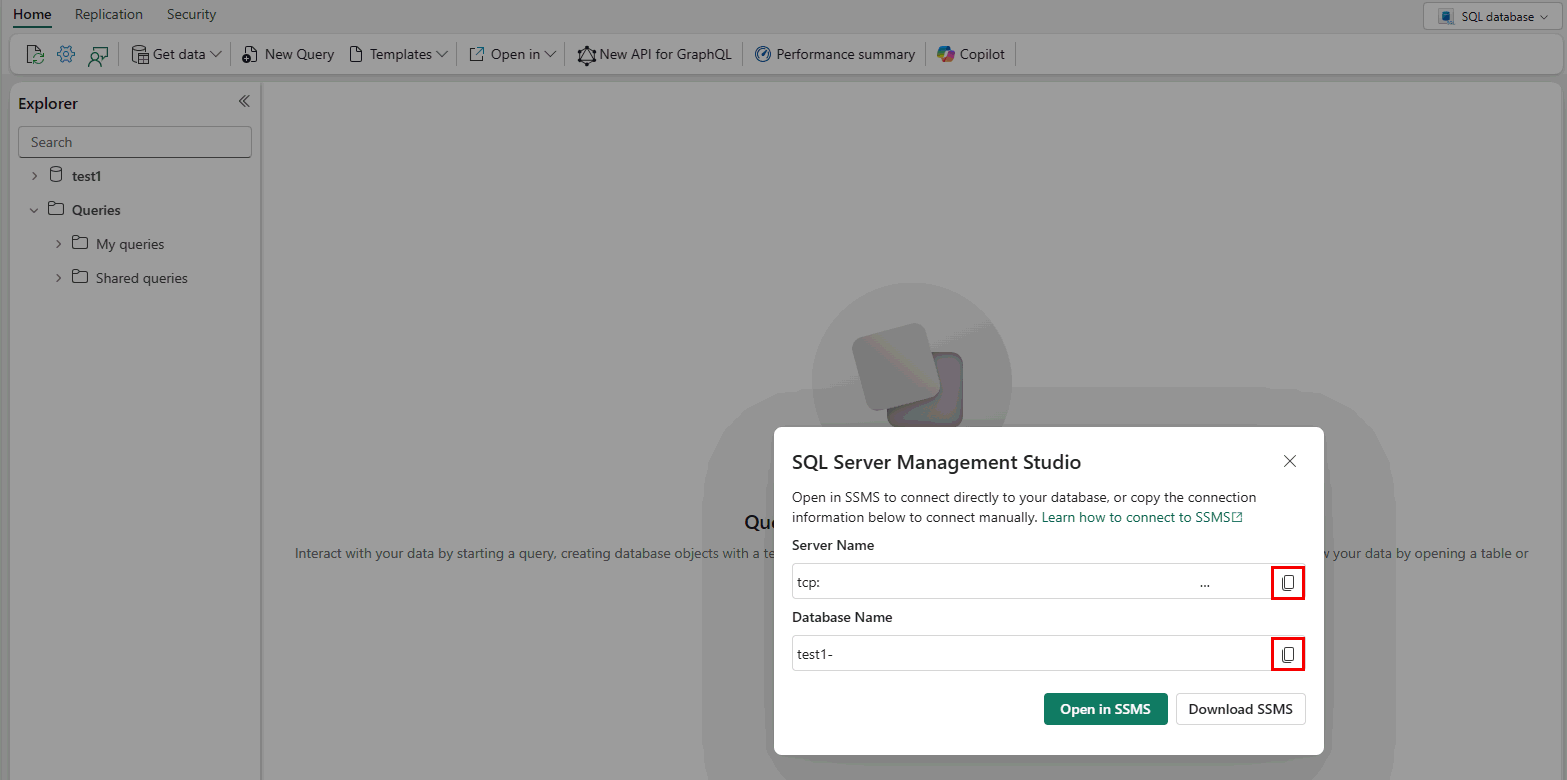 Home Replication Security
SQL database
Get data New Query Templates Open in New API for GraphQL Performance summary Copilot
Explorer
Search
test1
Queries
My queries
Shared queries
SQL Server Management Studio
Open in SSMS to connect directly to your database, or copy the connection
information below to connect manually. Learn how to connect to SSMS
Server Name
tcp: ...
Database Name
test1-
Open in SSMS Download SSMS
Interact with your data by starting a query, creating database objects with a your data by opening a table or